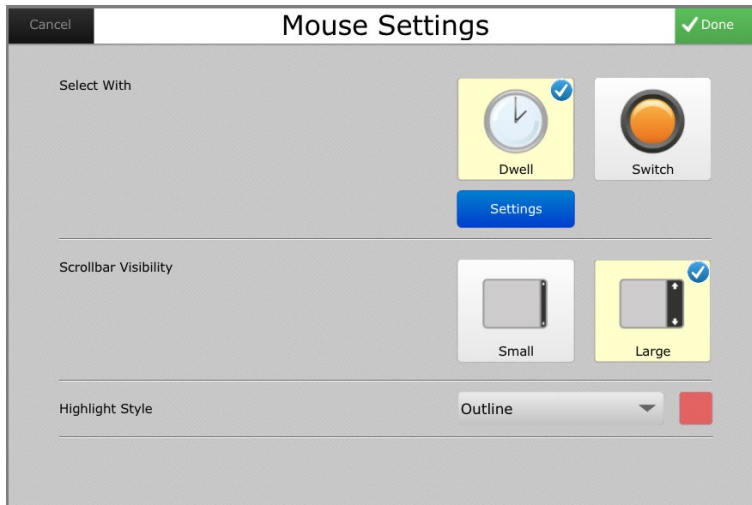 Cancel
Mouse Settings
Done
Select With
Dwell
Switch
Settings
Scrollbar Visibility
Small
Large
Highlight Style
Outline